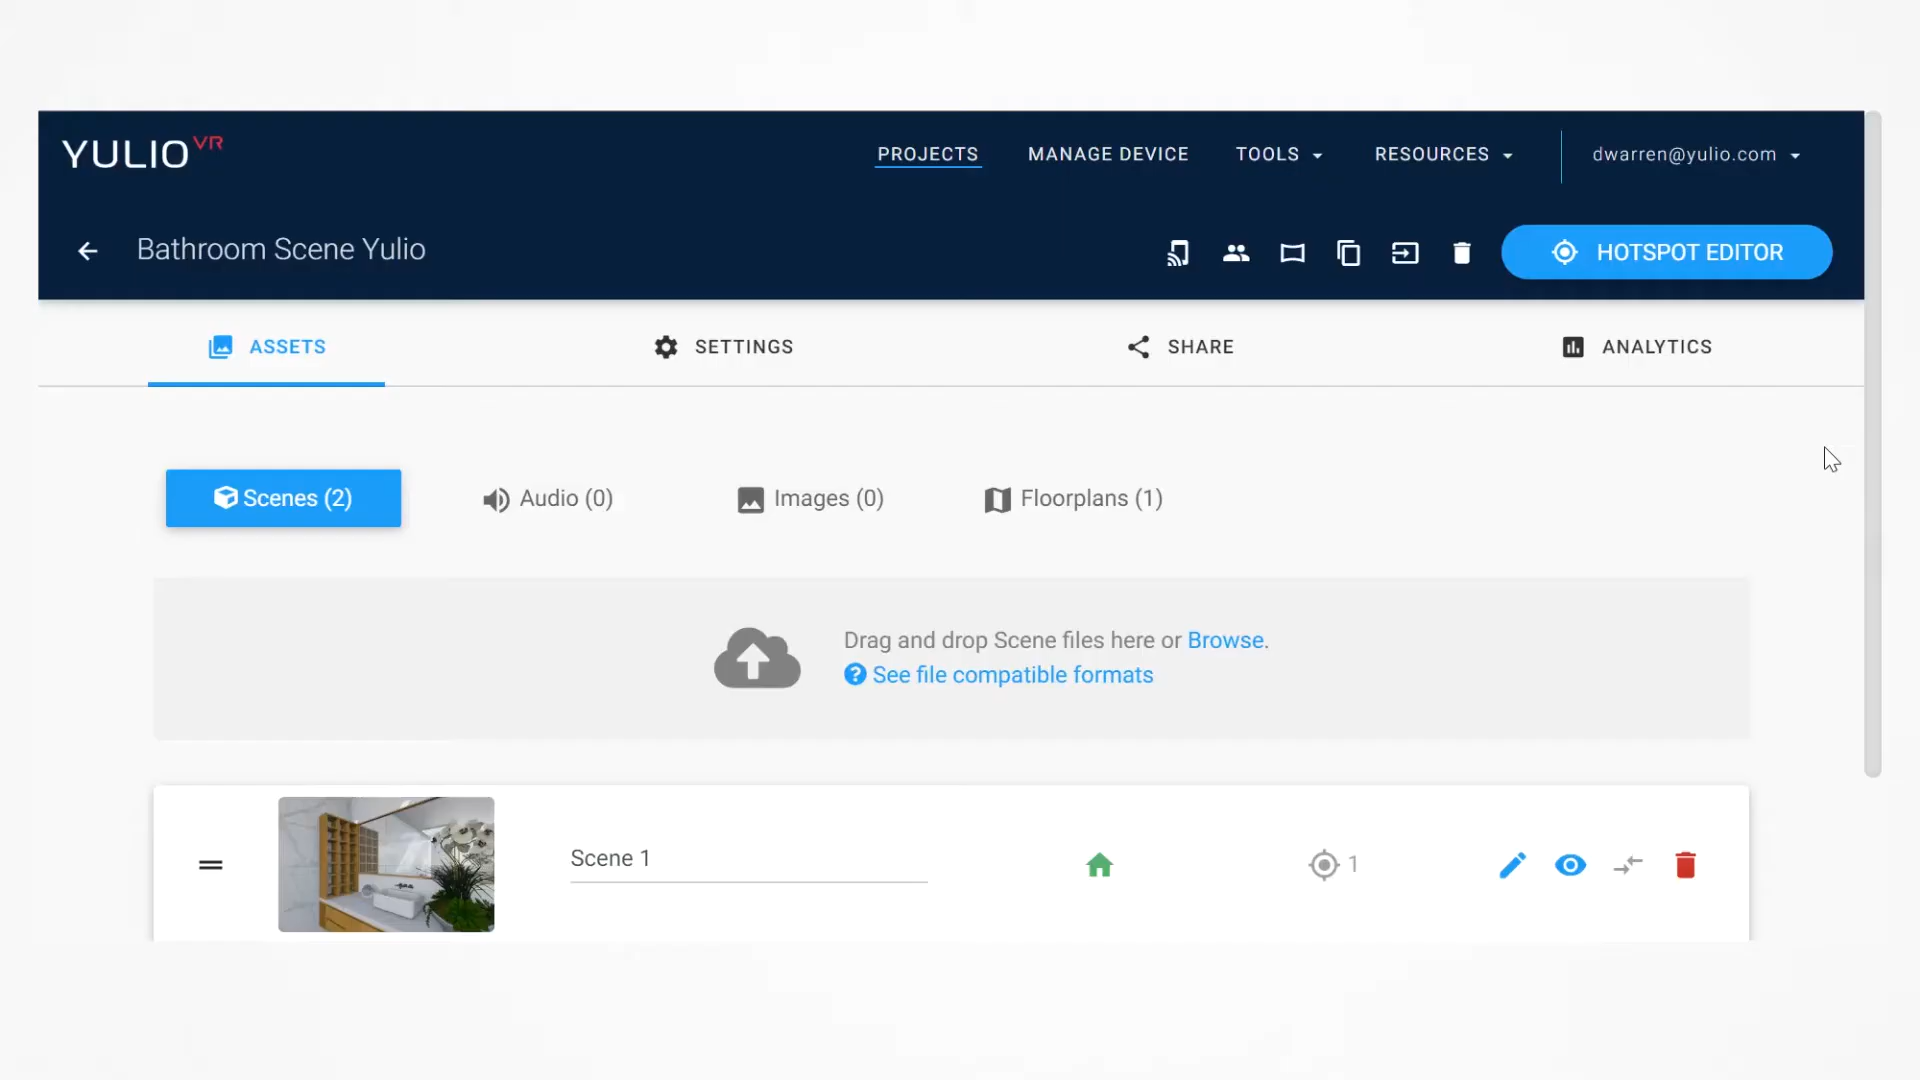 YULIO VR
PROJECTS
MANAGE DEVICE
TOOLS
RESOURCES
dwarren@yulio.com
Bathroom Scene Yulio
HOTSPOT EDITOR
ASSETS
SETTINGS
SHARE
ANALYTICS
Scenes (2)
Audio (0)
Images (0)
Floorplans (1)
Drag and drop Scene files here or Browse.
? See file compatible formats
Scene 1
1